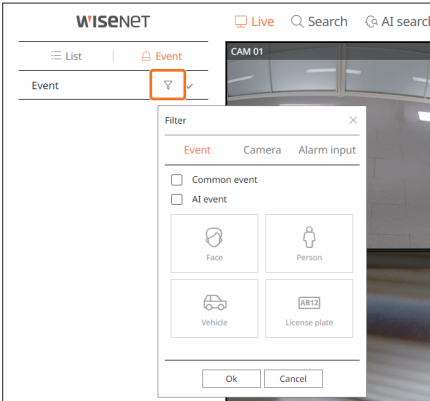 WISENET
Live Search AI search
List Event
CAM 01
Event
Filter
Event Camera Alarm input
Common event
AI event
Face Person
AB12
Vehicle License plate
Ok Cancel